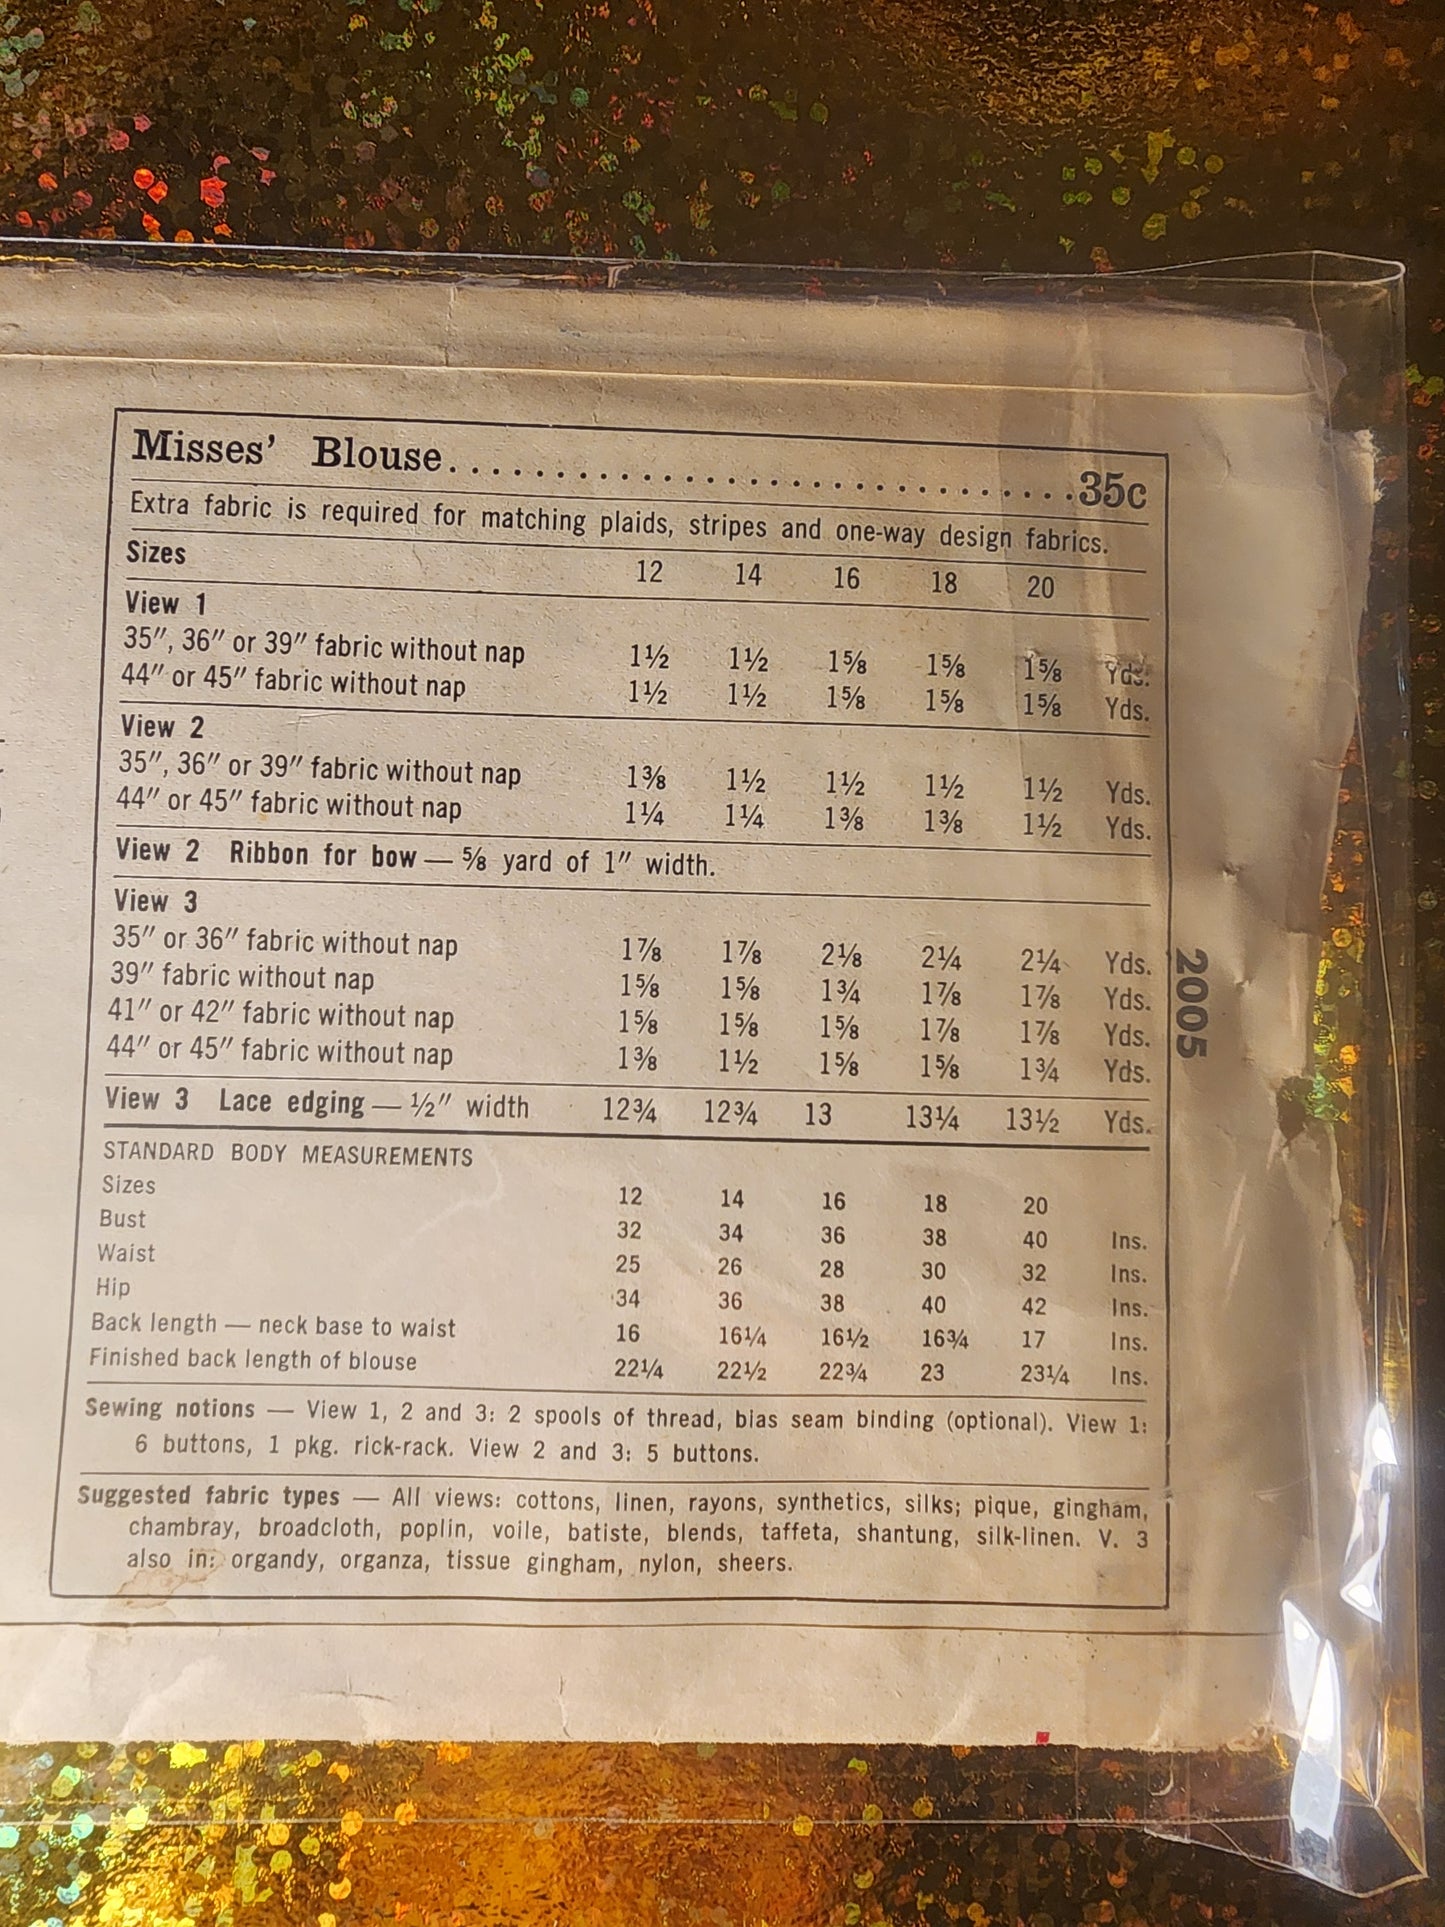 Misses' Blouse................................35c
Extra fabric is required for matching plaids, stripes and one-way design fabrics.
Sizes 12 14 16 18 20
View 1
35", 36" or 39" fabric without nap 1½ 1½ 1⅝ 1⅝ 1⅝ Yds.
44" or 45" fabric without nap 1½ 1½ 1⅝ 1⅝ 1⅝ Yds.
View 2
35", 36" or 39" fabric without nap 1⅜ 1½ 1½ 1½ 1½ Yds.
44" or 45" fabric without nap 1¼ 1¼ 1⅜ 1⅜ 1½ Yds.
View 2 Ribbon for bow — ⅝ yard of 1" width.
View 3
35" or 36" fabric without nap 1⅞ 1⅞ 2⅛ 2¼ 2¼ Yds.
39" fabric without nap 1⅝ 1⅝ 1¾ 1⅞ 1⅞ Yds.
41" or 42" fabric without nap 1⅝ 1⅝ 1⅝ 1⅞ 1⅞ Yds.
44" or 45" fabric without nap 1⅜ 1½ 1⅝ 1⅝ 1¾ Yds.
View 3 Lace edging — ½" width 12¾ 12¾ 13 13¼ 13½ Yds.
STANDARD BODY MEASUREMENTS
Sizes 12 14 16 18 20
Bust 32 34 36 38 40 Ins.
Waist 25 26 28 30 32 Ins.
Hip 34 36 38 40 42 Ins.
Back length — neck base to waist 16 16¼ 16½ 16¾ 17 Ins.
Finished back length of blouse 22¼ 22½ 22¾ 23 23¼ Ins.
Sewing notions — View 1, 2 and 3: 2 spools of thread, bias seam binding (optional). View 1:
6 buttons, 1 pkg. rick-rack. View 2 and 3: 5 buttons.
Suggested fabric types — All views: cottons, linen, rayons, synthetics, silks; pique, gingham,
chambray, broadcloth, poplin, voile, batiste, blends, taffeta, shantung, silk-linen. V. 3
also in: organdy, organza, tissue gingham, nylon, sheers.
2005